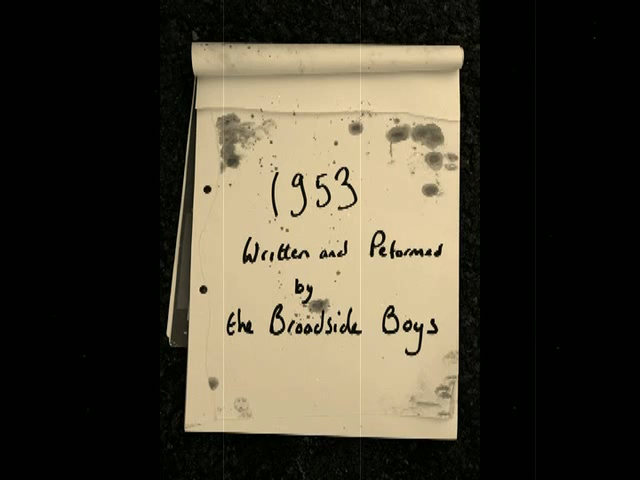 1953
Written and Peformed
by
the Broadside Boys